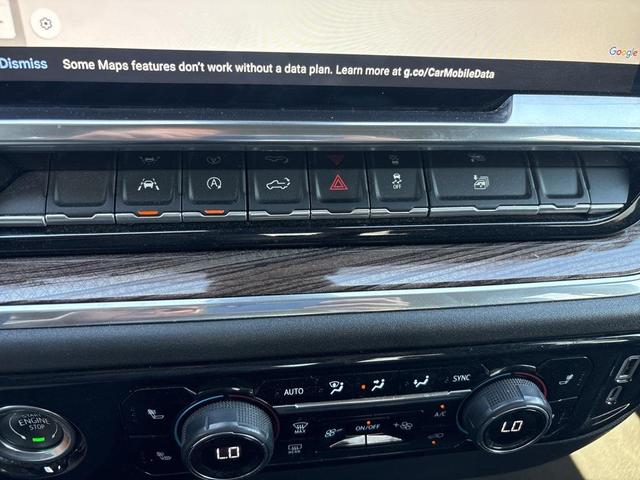 Google
Dismiss Some Maps features don't work without a data plan. Learn more at g.co/CarMobileData
A
OFF
AUTO
SYNC
A/C
START
ENGINE
STOP
MAX
REAR
ON/OFF
LO
LO